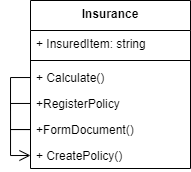 Insurance
+ InsuredItem: string
+ Calculate()
+RegisterPolicy
+FormDocument()
+ CreatePolicy()